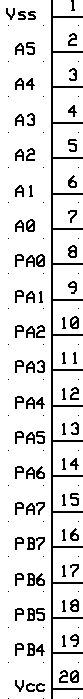 Vss 1
A5 2
A4 3
A3 4
A2 5
A1 6
A0 7
PA0 8
PA1 9
PA2 10
PA3 11
PA4 12
PA5 13
PA6 14
PA7 15
PB7 16
PB6 17
PB5 18
PB4 19
Vcc 20